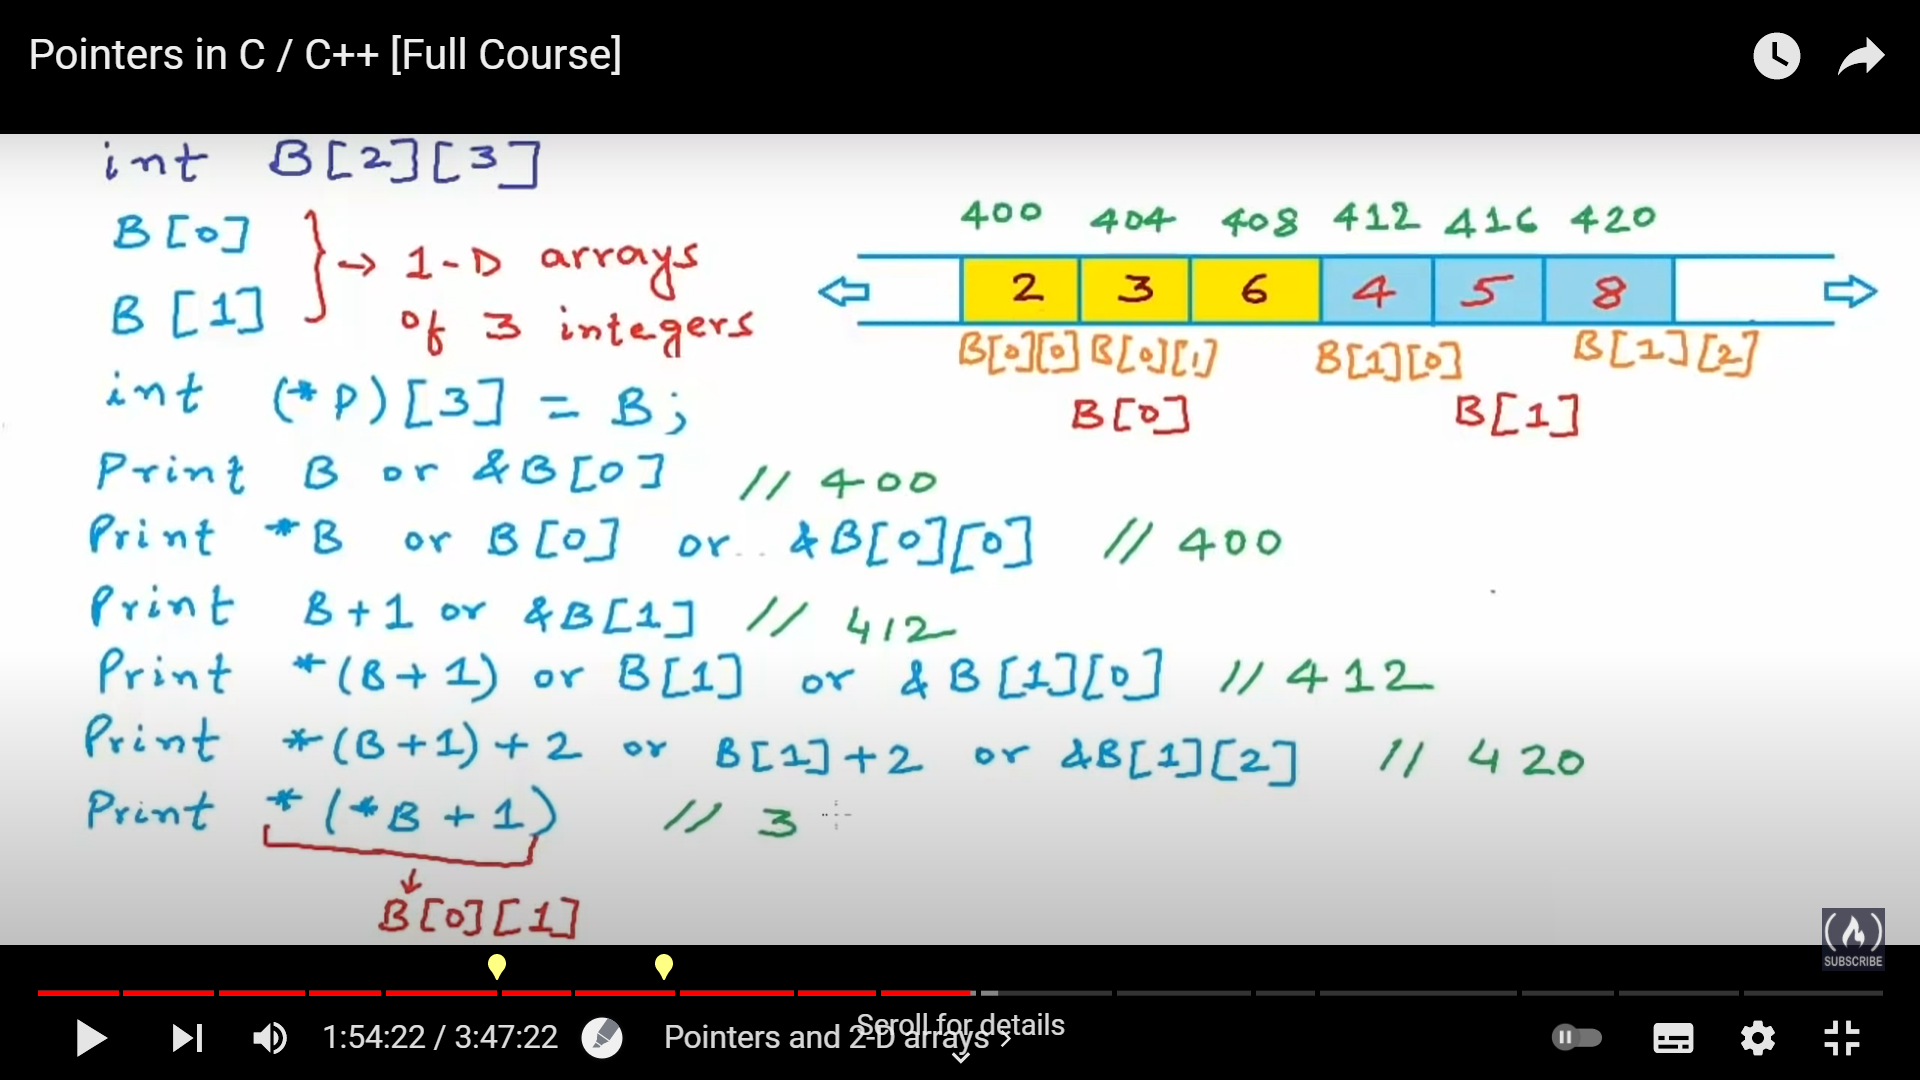 Pointers in C / C++ [Full Course]
int B[2][3]
B[0]
B[1]
→ 1-D arrays
of 3 integers
400 404 408 412 416 420
2 3 6 4 5 8
B[0][0] B[0][1] B[1][0] B[1][2]
B[0] B[1]
int (*P)[3] = B;
Print B or &B[0] // 400
Print *B or B[0] or &B[0][0] // 400
Print B+1 or &B[1] // 412
Print *(B+1) or B[1] or &B[1][0] // 412
Print *(B+1)+2 or B[1]+2 or &B[1][2] // 420
Print *(*B+1) // 3
B[0][1]
SUBSCRIBE
1:54:22 / 3:47:22
Pointers and 2-D arrays >
Scroll for details